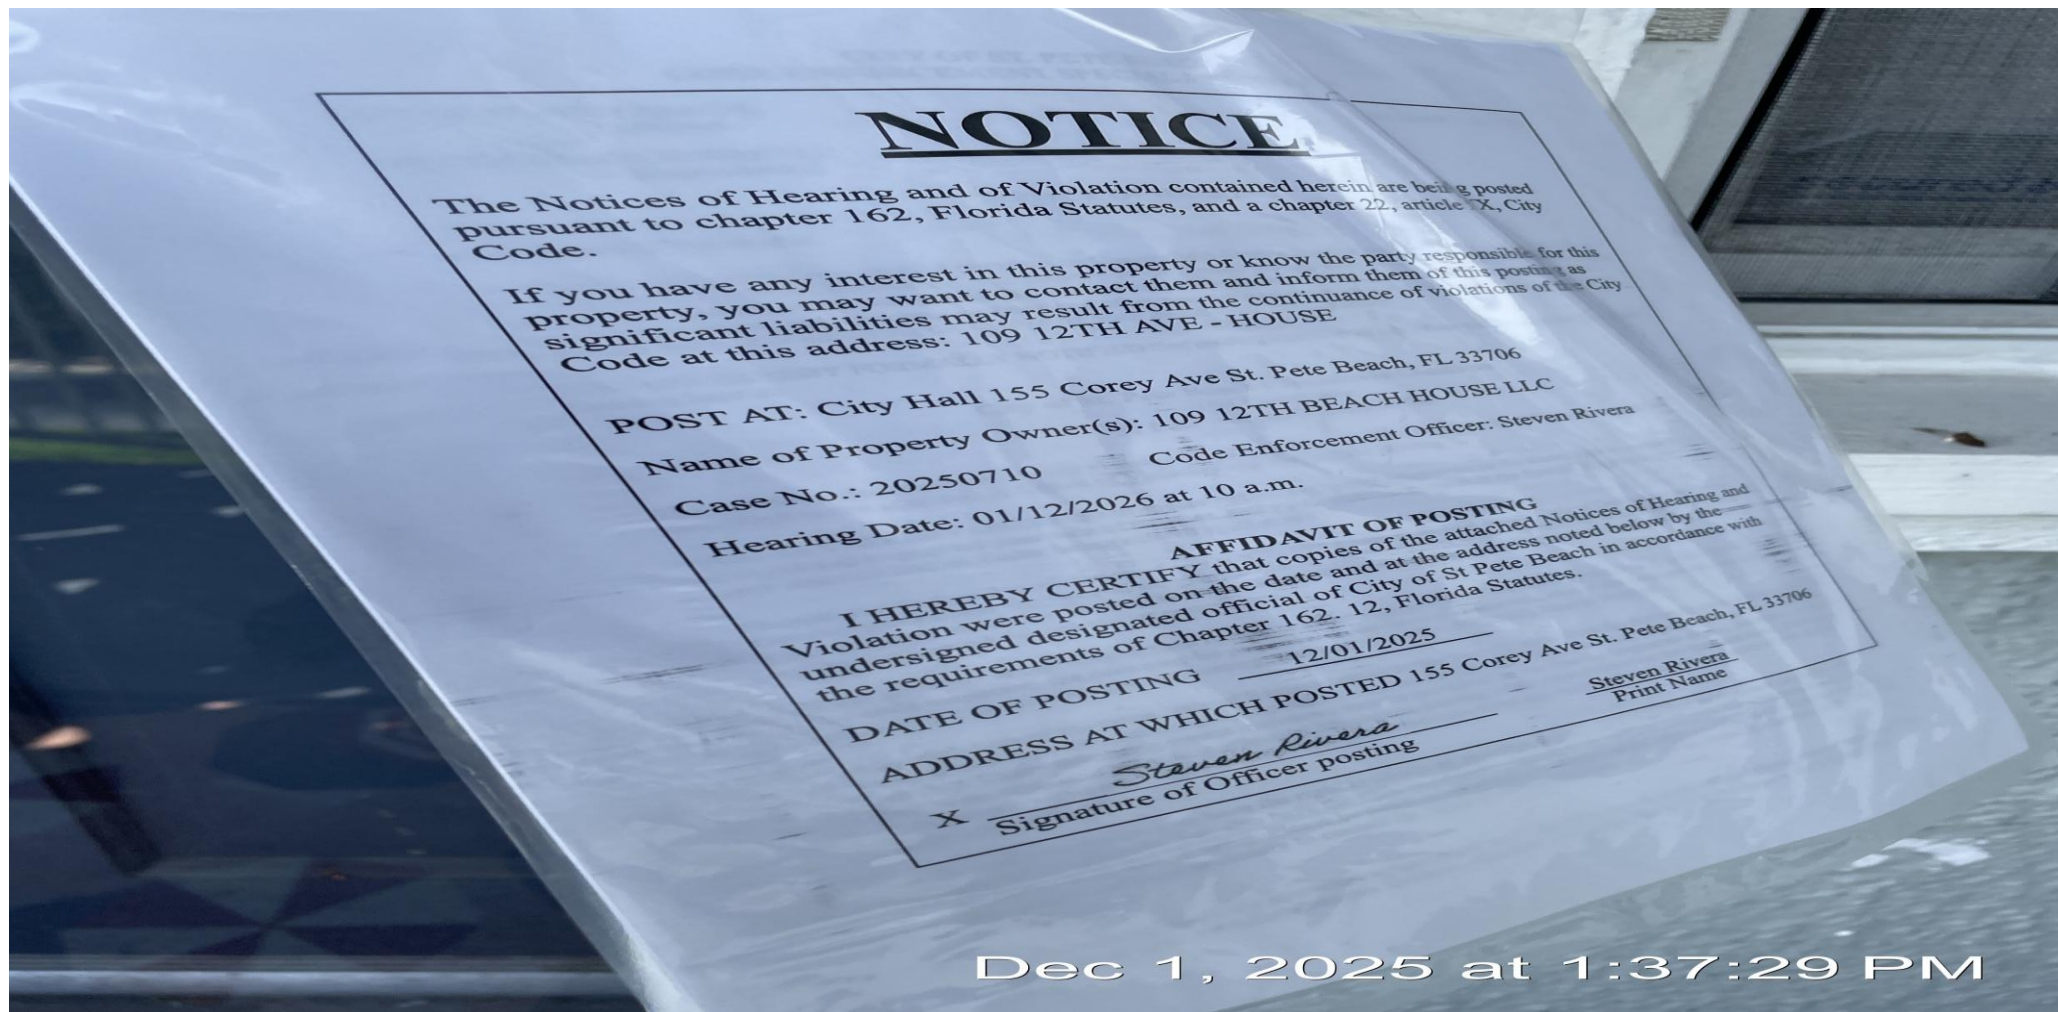 NOTICE
The Notices of Hearing and of Violation contained herein are being posted
pursuant to chapter 162, Florida Statutes, and a chapter 22, article IX, City
Code.
If you have any interest in this property or know the party responsible for this
property, you may want to contact them and inform them of this posting as
significant liabilities may result from the continuance of violations of the City
Code at this address: 109 12TH AVE - HOUSE
POST AT: City Hall 155 Corey Ave St. Pete Beach, FL 33706
Name of Property Owner(s): 109 12TH BEACH HOUSE LLC
Case No.: 20250710 Code Enforcement Officer: Steven Rivera
Hearing Date: 01/12/2026 at 10 a.m.
AFFIDAVIT OF POSTING
I HEREBY CERTIFY that copies of the attached Notices of Hearing and
Violation were posted on the date and at the address noted below by the
undersigned designated official of City of St Pete Beach in accordance with
the requirements of Chapter 162. 12, Florida Statutes.
DATE OF POSTING 12/01/2025
ADDRESS AT WHICH POSTED 155 Corey Ave St. Pete Beach, FL 33706
X Steven Rivera Steven Rivera
Signature of Officer posting Print Name
Dec 1, 2025 at 1:37:29 PM